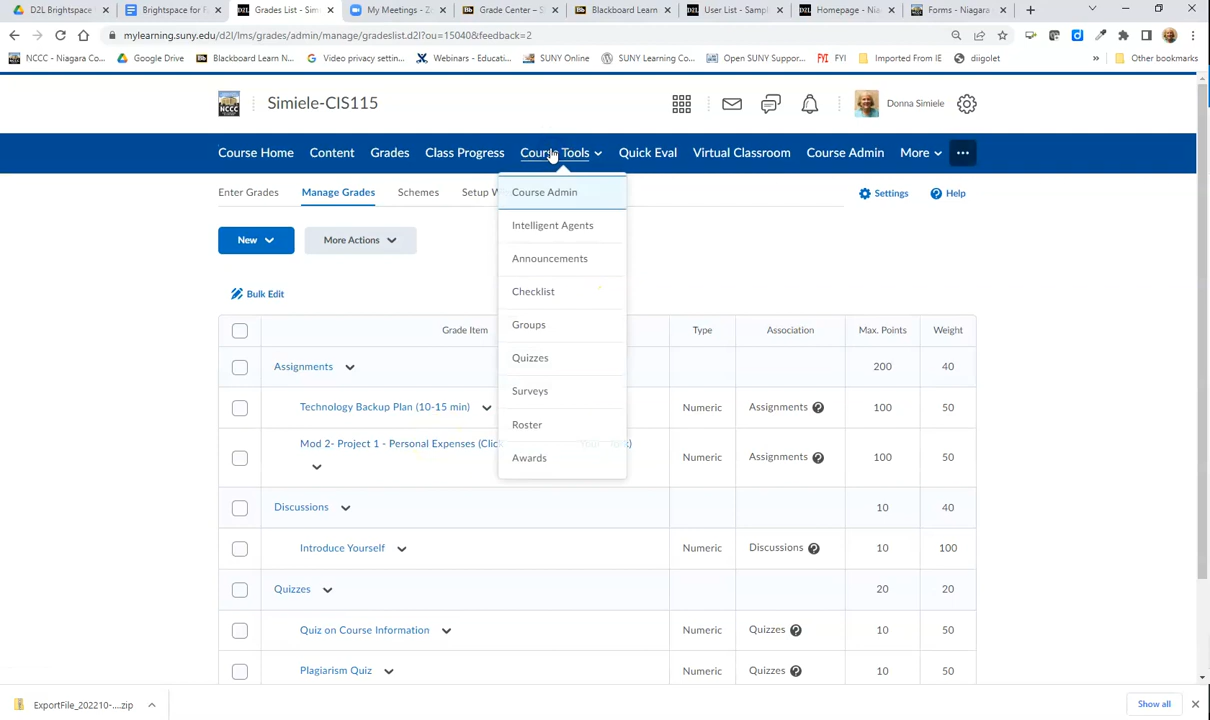 D2L Brightspace
Brightspace for F
Grades List - Simie
My Meetings - Z
Grade Center – S
Blackboard Learn
User List - Sampl
Homepage - Niag
Forms - Niagara
mylearning.suny.edu/d2l/lms/grades/admin/manage/gradeslist.d2l?ou=15040&feedback=2
NCCC - Niagara Co...
Google Drive
Blackboard Learn N...
Video privacy setti...
Webinars - Educati...
SUNY Online
SUNY Learning Co...
Open SUNY Suppor...
FYI
Imported From IE
diigolet
»
Other bookmarks
NCCC
Simiele-CIS115
Donna Simiele
Course Home
Content
Grades
Class Progress
Course Tools
Quick Eval
Virtual Classroom
Course Admin
More
...
Enter Grades
Manage Grades
Schemes
Setup W
Settings
Help
Course Admin
Intelligent Agents
Announcements
Checklist
Groups
Quizzes
Surveys
Roster
Awards
New
More Actions
Bulk Edit
Grade Item Type Association Max. Points Weight
Assignments 200 40
Technology Backup Plan (10-15 min) Numeric Assignments 100 50
Mod 2- Project 1 - Personal Expenses (Clic
Numeric Assignments 100 50
Discussions 10 40
Introduce Yourself Numeric Discussions 10 100
Quizzes 20 20
Quiz on Course Information Numeric Quizzes 10 50
Plagiarism Quiz Numeric Quizzes 10 50
ExportFile_202210-....zip
Show all